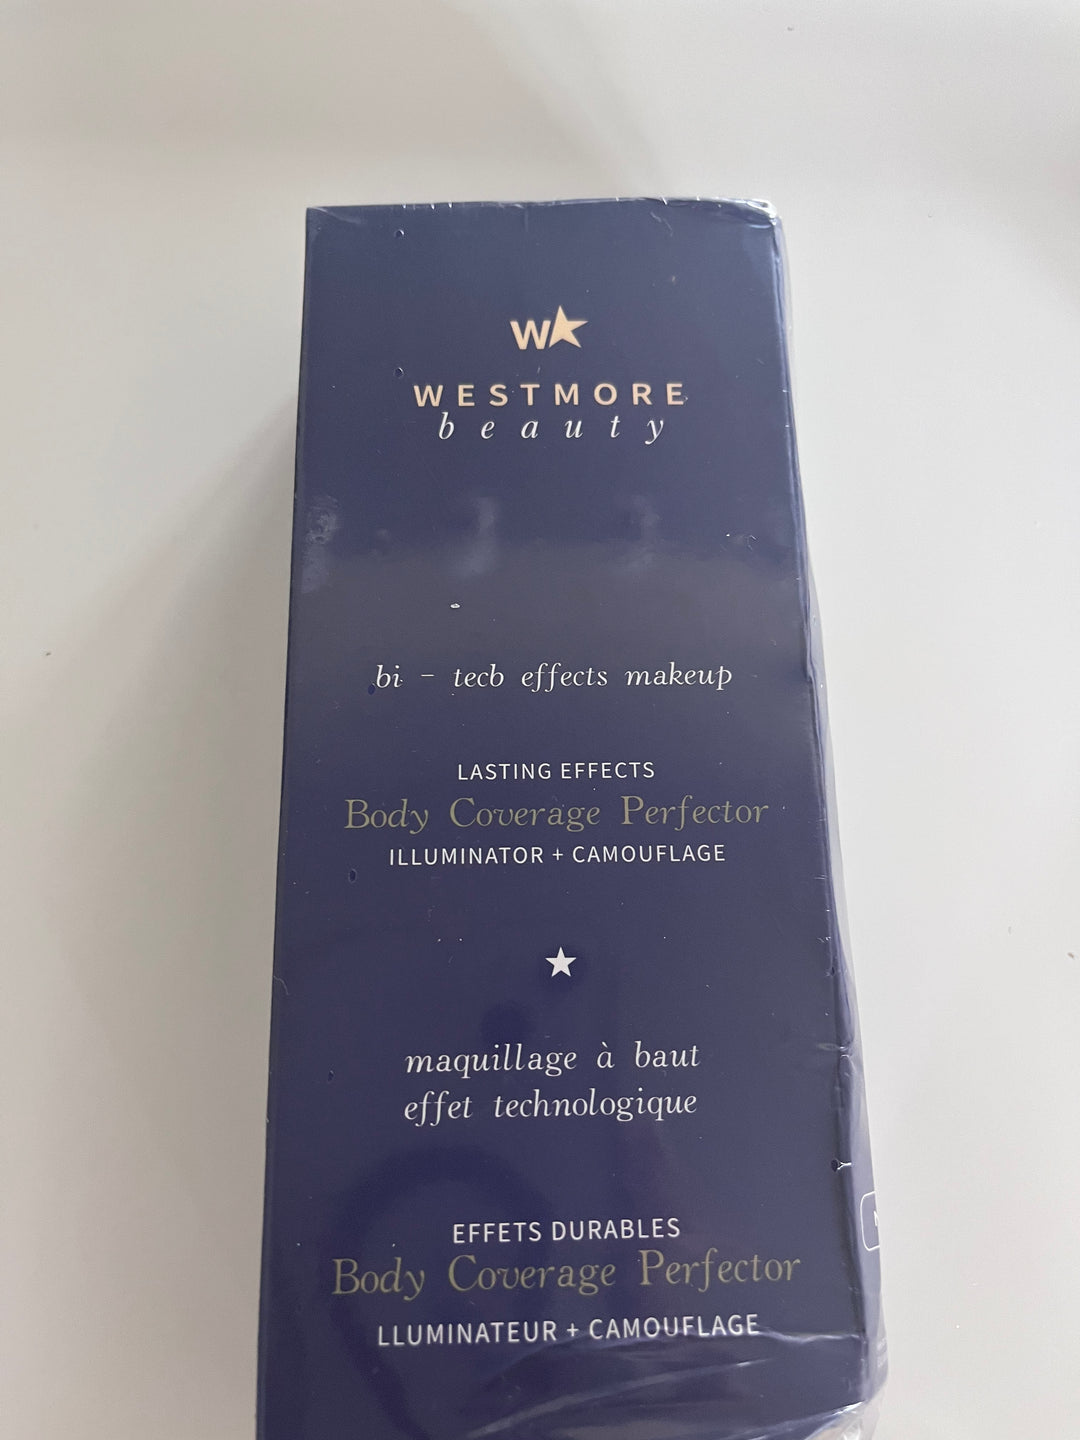 W
WESTMORE
beauty
bi - tecb effects makeup
LASTING EFFECTS
Body Coverage Perfector
ILLUMINATOR + CAMOUFLAGE
maquillage à baut
effet technologique
EFFETS DURABLES
Body Coverage Perfector
LLUMINATEUR + CAMOUFLAGE